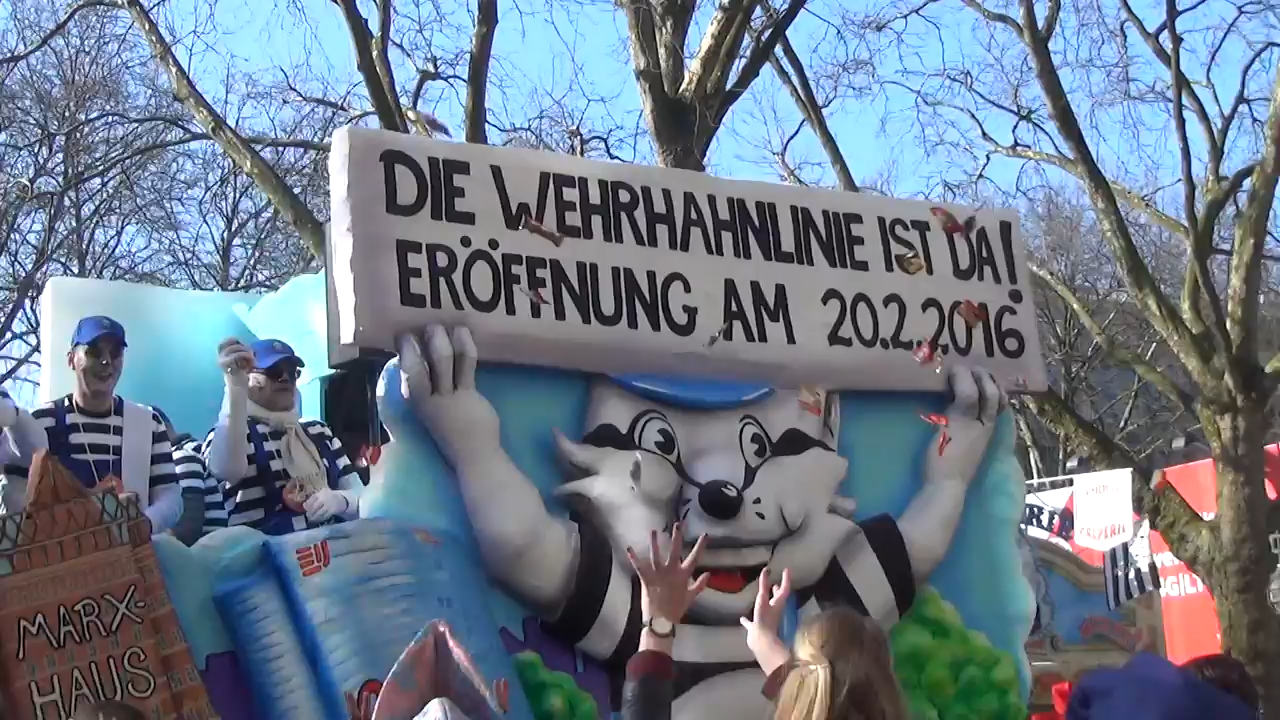 DIE WEHRHAHNLINIE IST DA!
ERÖFFNUNG AM 20.2.2016
MARX-
HAUS